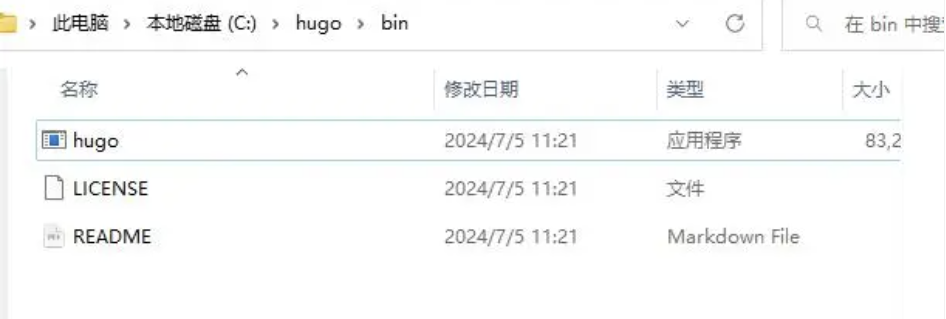 此电脑 › 本地磁盘 (C:) › hugo › bin 在 bin 中搜
名称 修改日期 类型 大小
hugo 2024/7/5 11:21 应用程序 83,2
LICENSE 2024/7/5 11:21 文件
README 2024/7/5 11:21 Markdown File